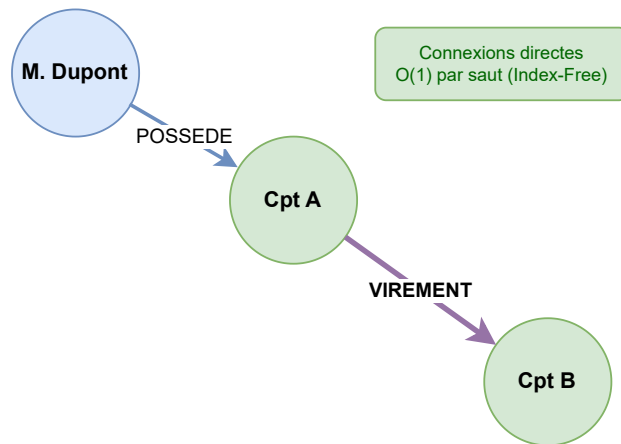 M. Dupont
Connexions directes
O(1) par saut (Index-Free)
POSSEDE
Cpt A
VIREMENT
Cpt B